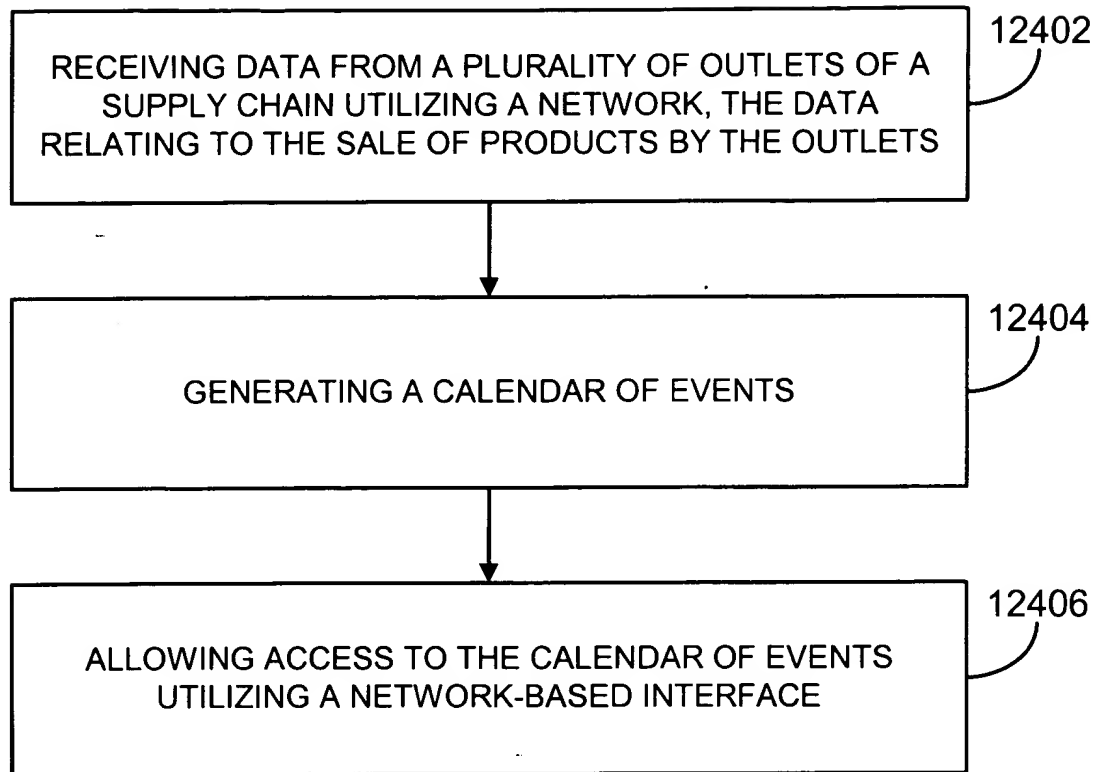 12402
RECEIVING DATA FROM A PLURALITY OF OUTLETS OF A
SUPPLY CHAIN UTILIZING A NETWORK, THE DATA
RELATING TO THE SALE OF PRODUCTS BY THE OUTLETS
12404
GENERATING A CALENDAR OF EVENTS
12406
ALLOWING ACCESS TO THE CALENDAR OF EVENTS
UTILIZING A NETWORK-BASED INTERFACE